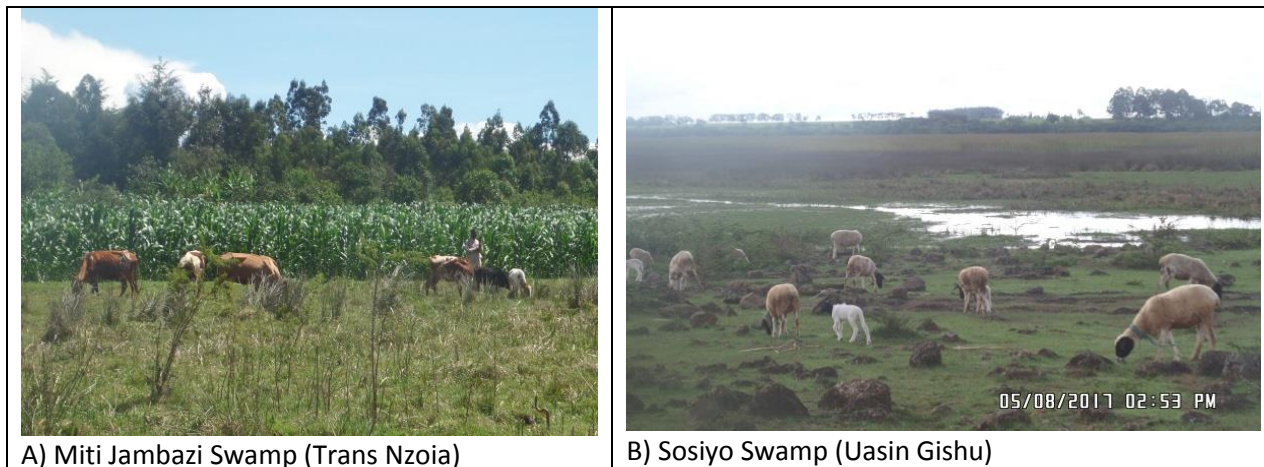 05/08/2017 02:53 PM
A) Miti Jambazi Swamp (Trans Nzoia)
B) Sosiyo Swamp (Uasin Gishu)